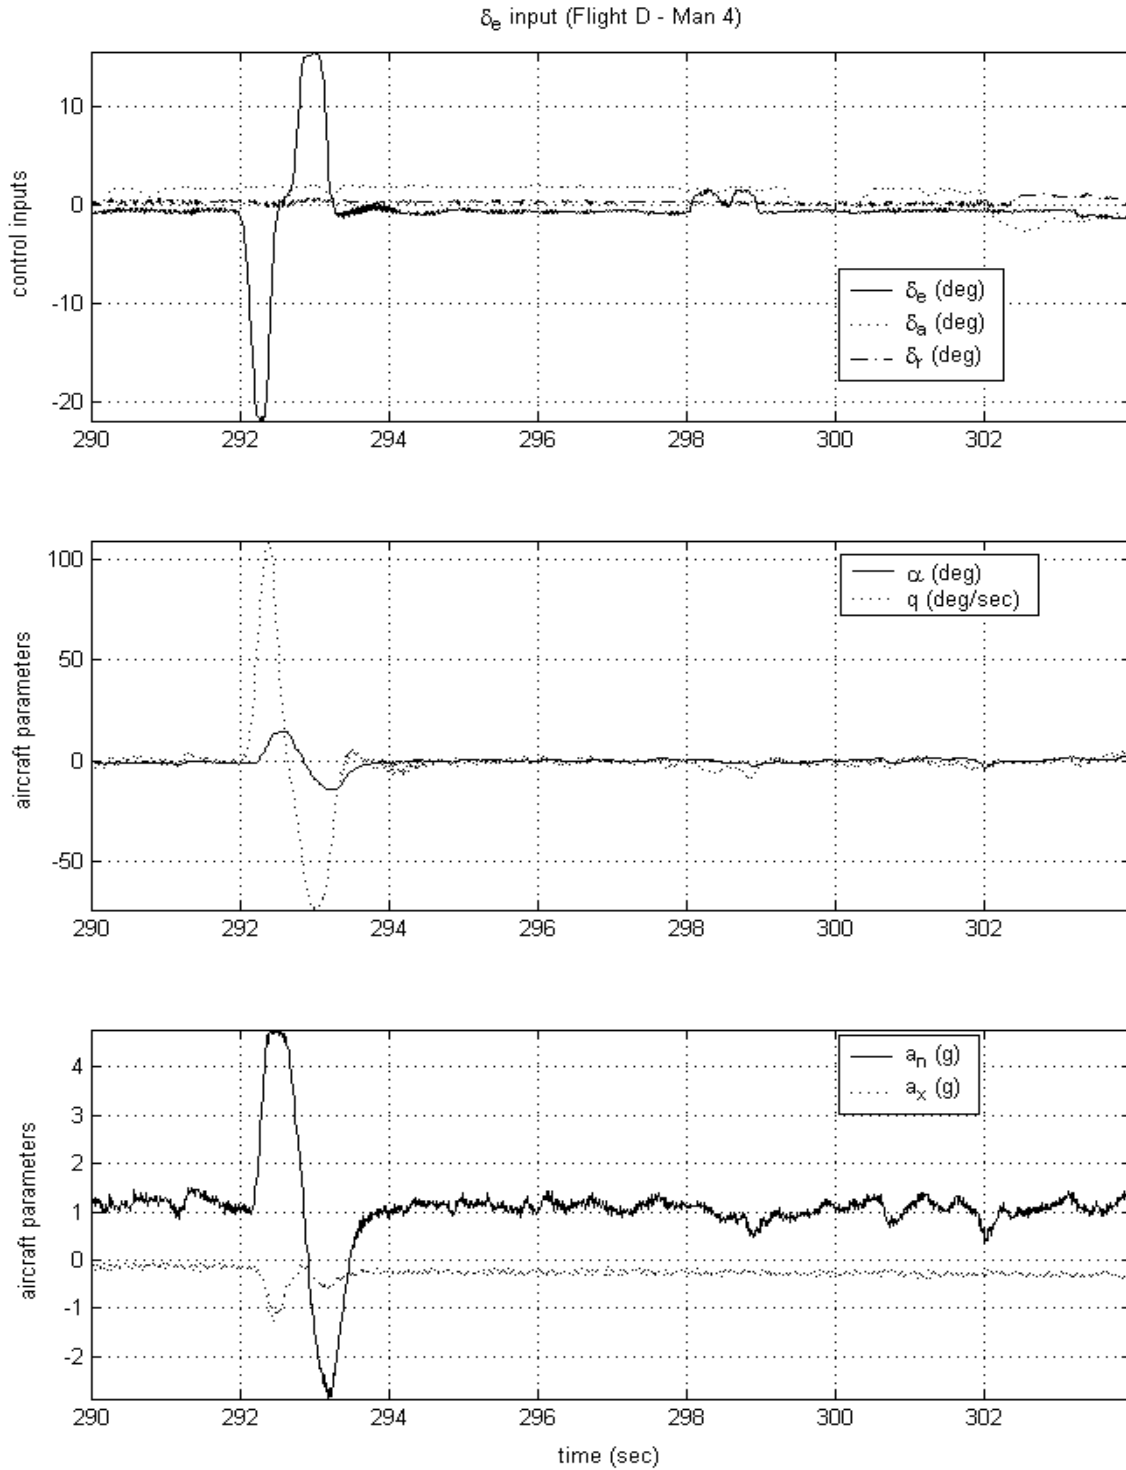 δe input (Flight D - Man 4)
control inputs
10
0
-10
-20
δe (deg)
δa (deg)
δr (deg)
290 292 294 296 298 300 302
aircraft parameters
100
50
0
-50
α (deg)
q (deg/sec)
290 292 294 296 298 300 302
aircraft parameters
4
3
2
1
0
-1
-2
an (g)
ax (g)
290 292 294 296 298 300 302
time (sec)